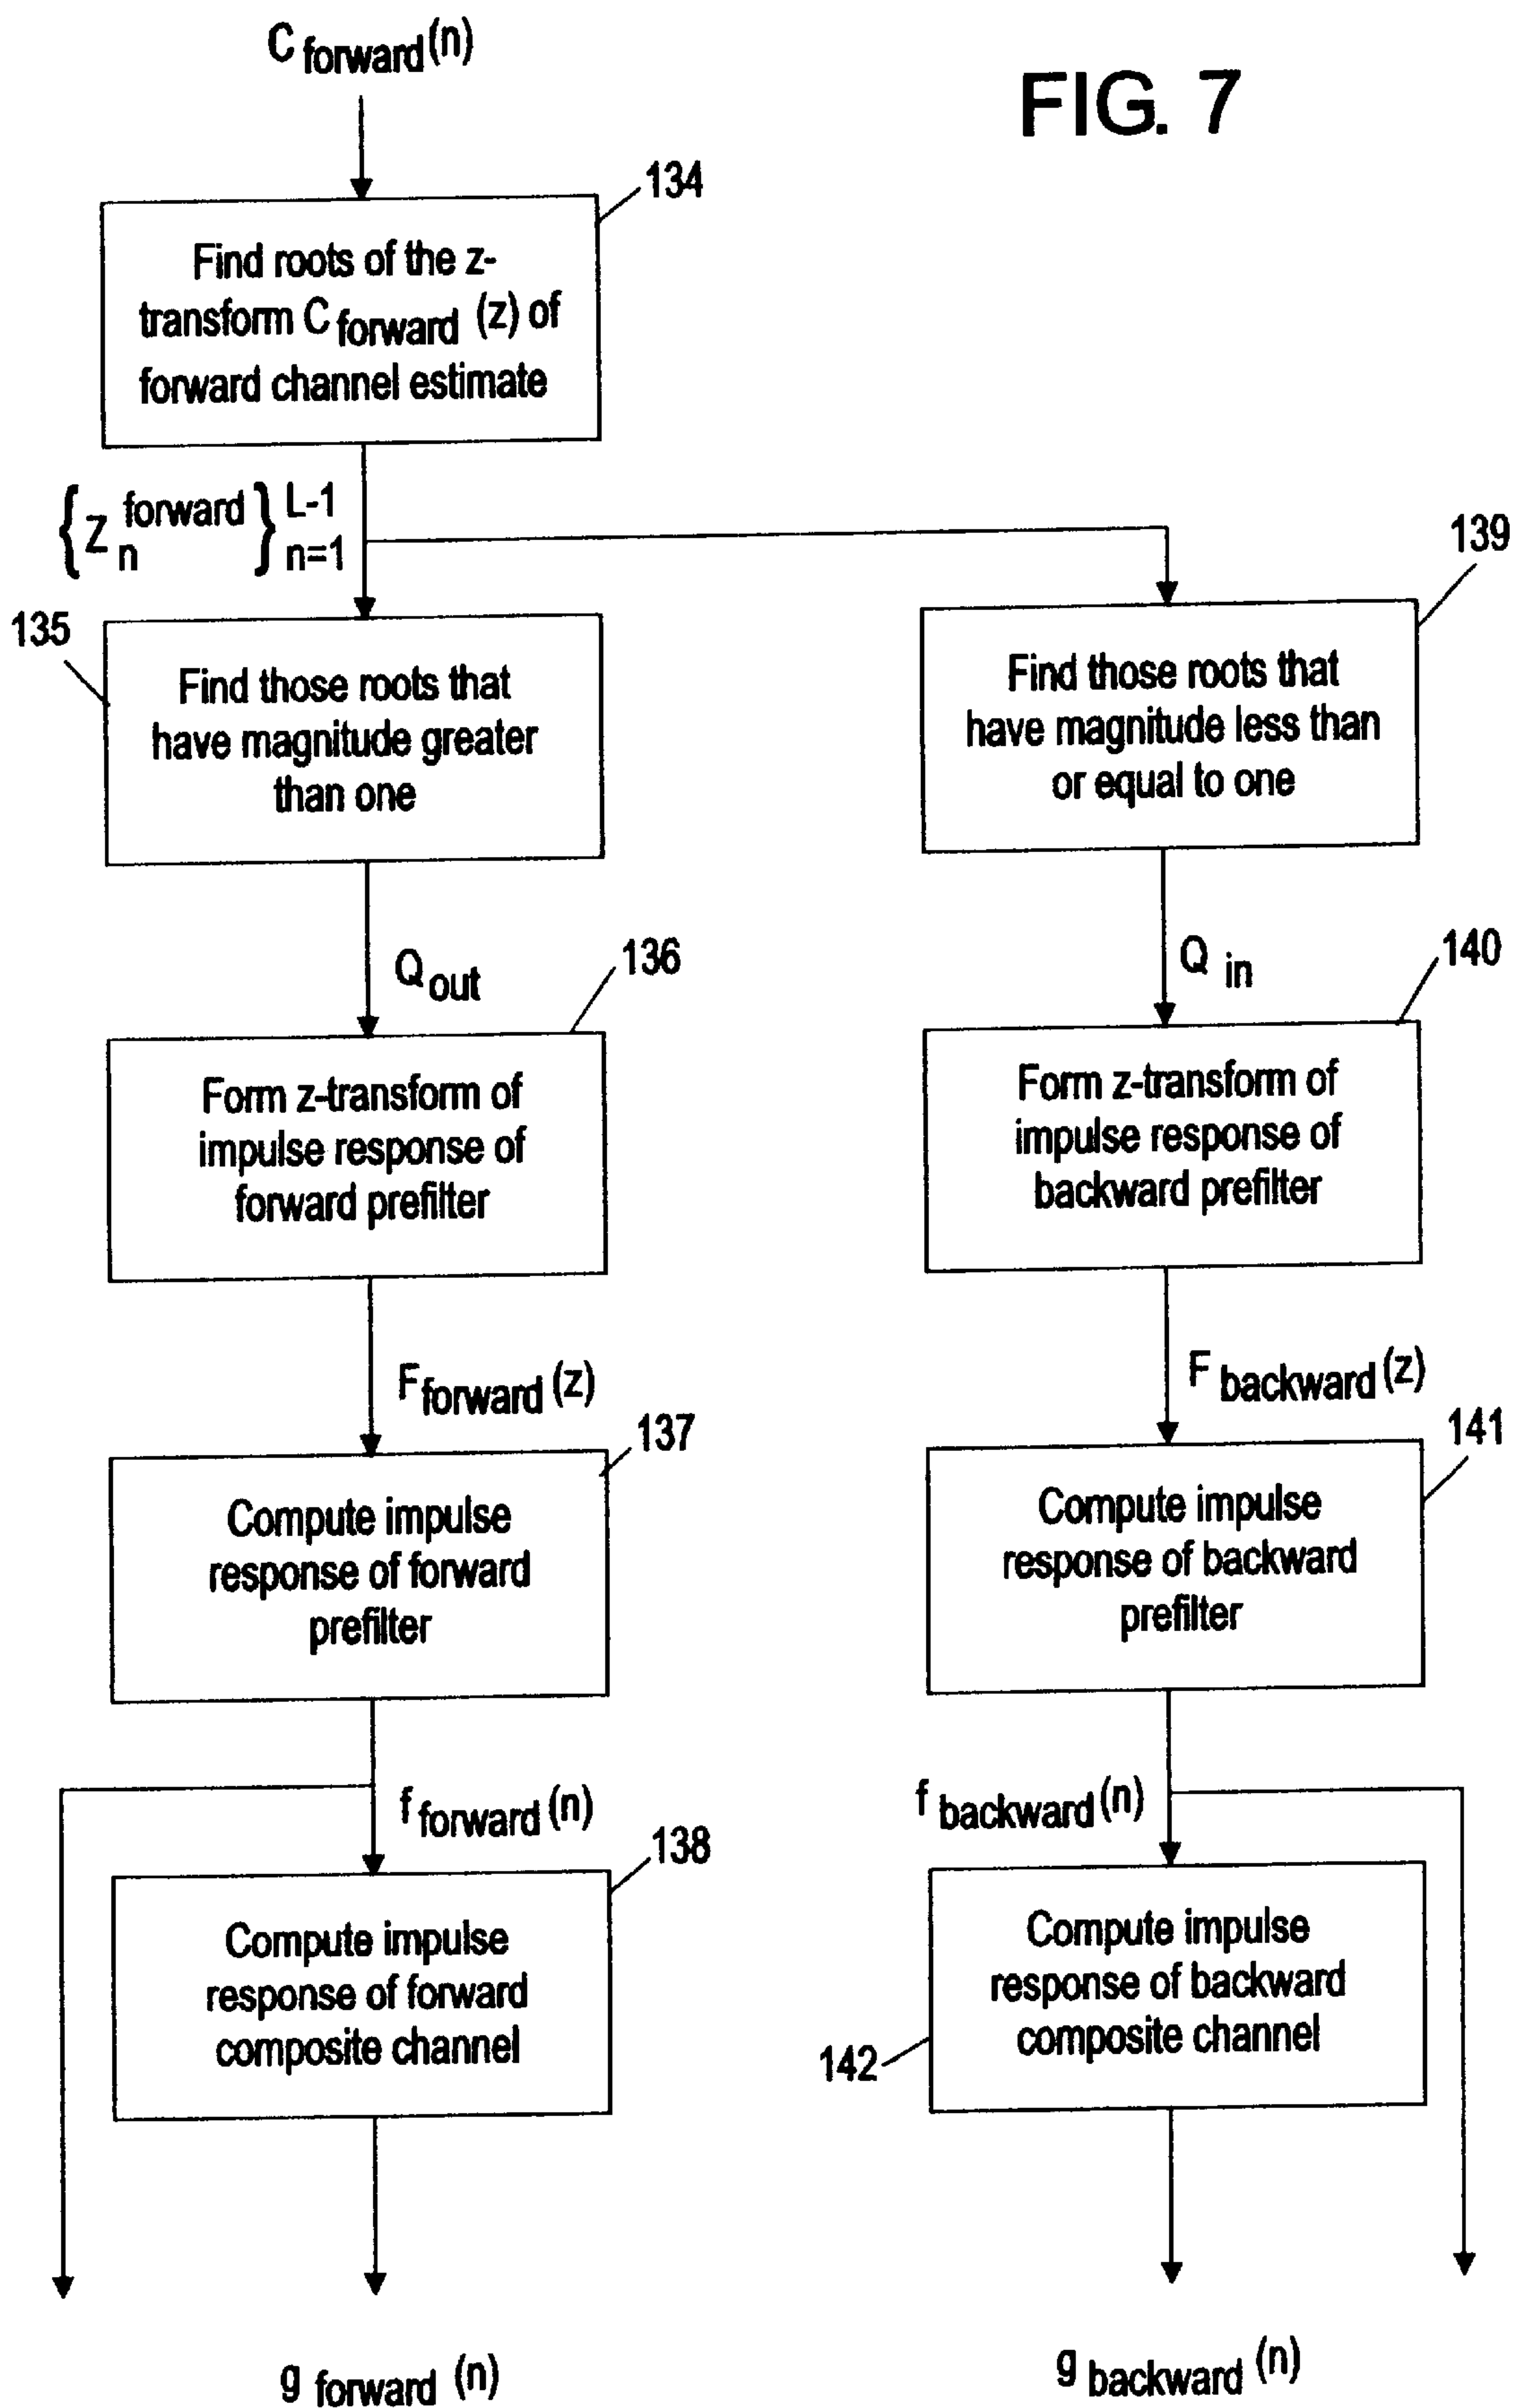 C forward(n)
FIG. 7
134
Find roots of the z-
transform C forward (z) of
forward channel estimate
{ z n forward } L-1 n=1
139
135
Find those roots that
have magnitude greater
than one
Find those roots that
have magnitude less than
or equal to one
Q out
136
Q in
140
Form z-transform of
impulse response of
forward prefilter
Form z-transform of
impulse response of
backward prefilter
F forward(z)
137
F backward(z)
141
Compute impulse
response of forward
prefilter
Compute impulse
response of backward
prefilter
f forward(n)
138
f backward(n)
Compute impulse
response of forward
composite channel
Compute impulse
response of backward
composite channel
142
g forward (n)
g backward (n)